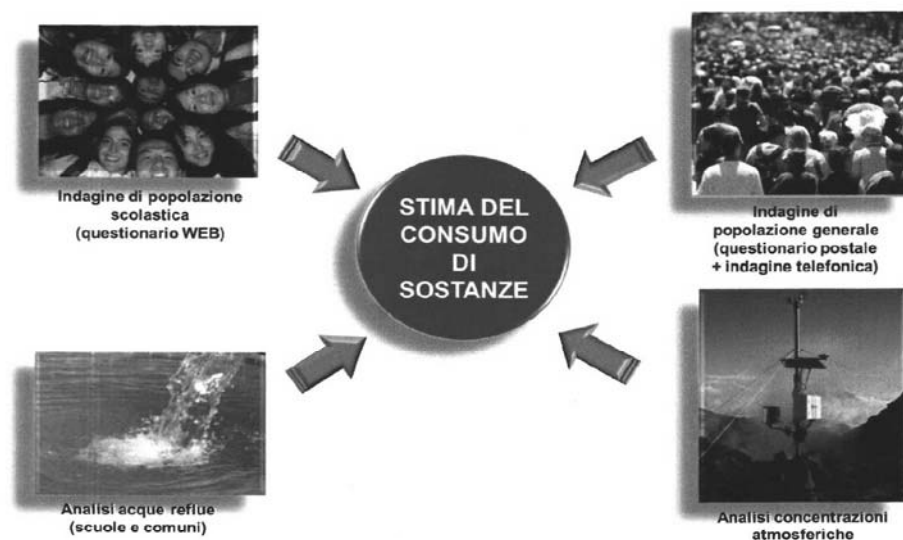 Indagine di popolazione
scolastica
(questionario WEB)
Indagine di
popolazione generale
(questionario postale
+ indagine telefonica)
STIMA DEL
CONSUMO
DI
SOSTANZE
Analisi acque reflue
(scuole e comuni)
Analisi concentrazioni
atmosferiche